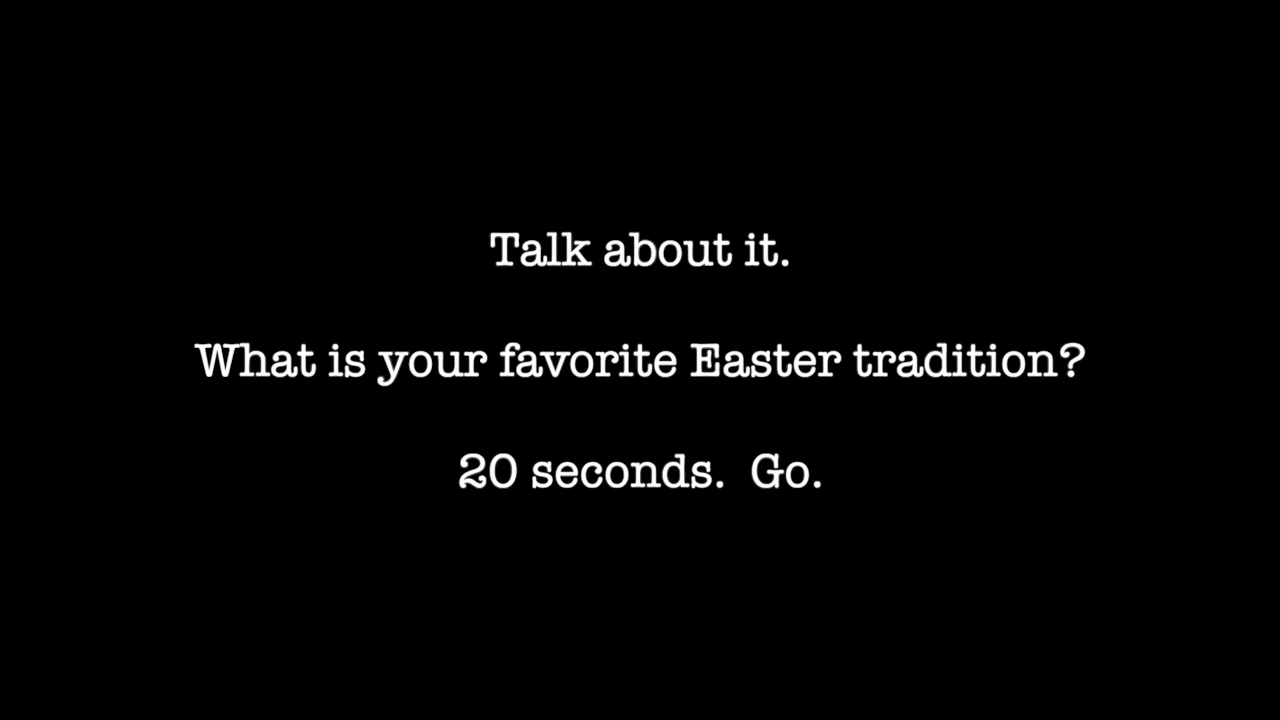 Talk about it.
What is your favorite Easter tradition?
20 seconds.  Go.